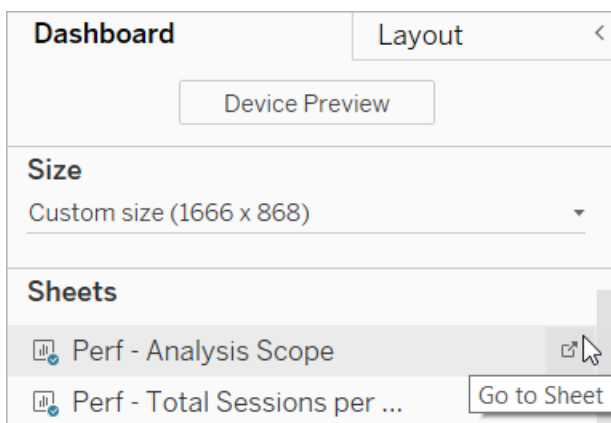 Dashboard
Layout
Device Preview
Size
Custom size (1666 x 868)
Sheets
Perf - Analysis Scope
Go to Sheet
Perf - Total Sessions per ...